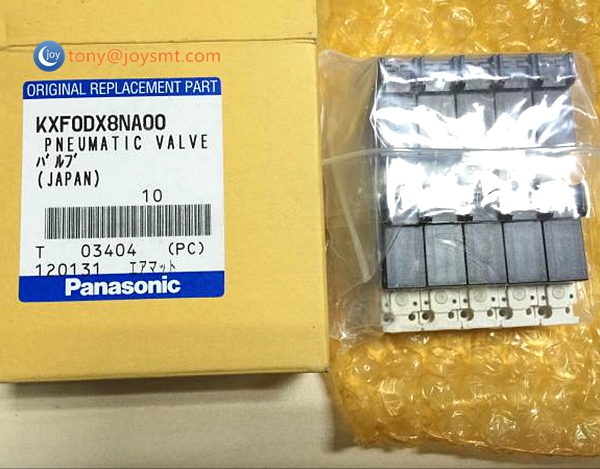 joy tony@joysmt.com
ORIGINAL REPLACEMENT PART
KXF0DX8NA00
PNEUMATIC VALVE
バルブ
(JAPAN)
10
T 03404 (PC)
120131 エアマット
Panasonic